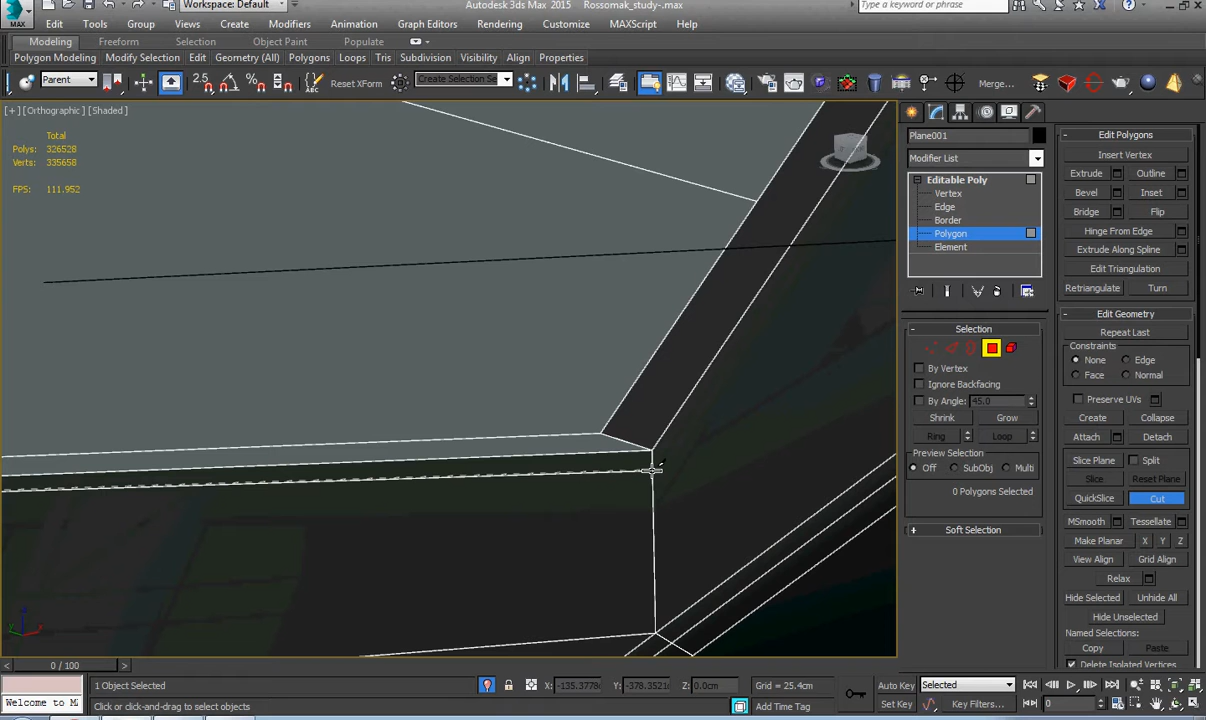 MAX
Workspace: Default
Autodesk 3ds Max 2015
Rossomak_study-.max
Type a keyword or phrase
Edit Tools Group Views Create Modifiers Animation Graph Editors Rendering Customize MAXScript Help
Modeling Freeform Selection Object Paint Populate
Polygon Modeling Modify Selection Edit Geometry (All) Polygons Loops Tris Subdivision Visibility Align Properties
Parent
2.5
ABC
Reset XForm
Create Selection Se
Merge...
[+] [Orthographic] [Shaded]
Total
Polys: 326528
Verts: 335658
FPS: 111.952
Plane001
Modifier List
Editable Poly
Vertex
Edge
Border
Polygon
Element
Selection
By Vertex
Ignore Backfacing
By Angle: 45.0
Shrink Grow
Ring Loop
Preview Selection
Off SubObj Multi
0 Polygons Selected
Soft Selection
Edit Polygons
Insert Vertex
Extrude Outline
Bevel Inset
Bridge Flip
Hinge From Edge
Extrude Along Spline
Edit Triangulation
Retriangulate Turn
Edit Geometry
Repeat Last
Constraints
None Edge
Face Normal
Preserve UVs
Create Collapse
Attach Detach
Slice Plane Split
Slice Reset Plane
QuickSlice Cut
MSmooth Tessellate
Make Planar X Y Z
View Align Grid Align
Relax
Hide Selected Unhide All
Hide Unselected
Named Selections:
Copy Paste
Delete Isolated Vertices
0 / 100
1 Object Selected
X: -135.3778 Y: -378.3521 Z: 0.0cm
Grid = 25.4cm
Auto Key Selected
Welcome to M
Click or click-and-drag to select objects
Add Time Tag
Set Key Key Filters...
0